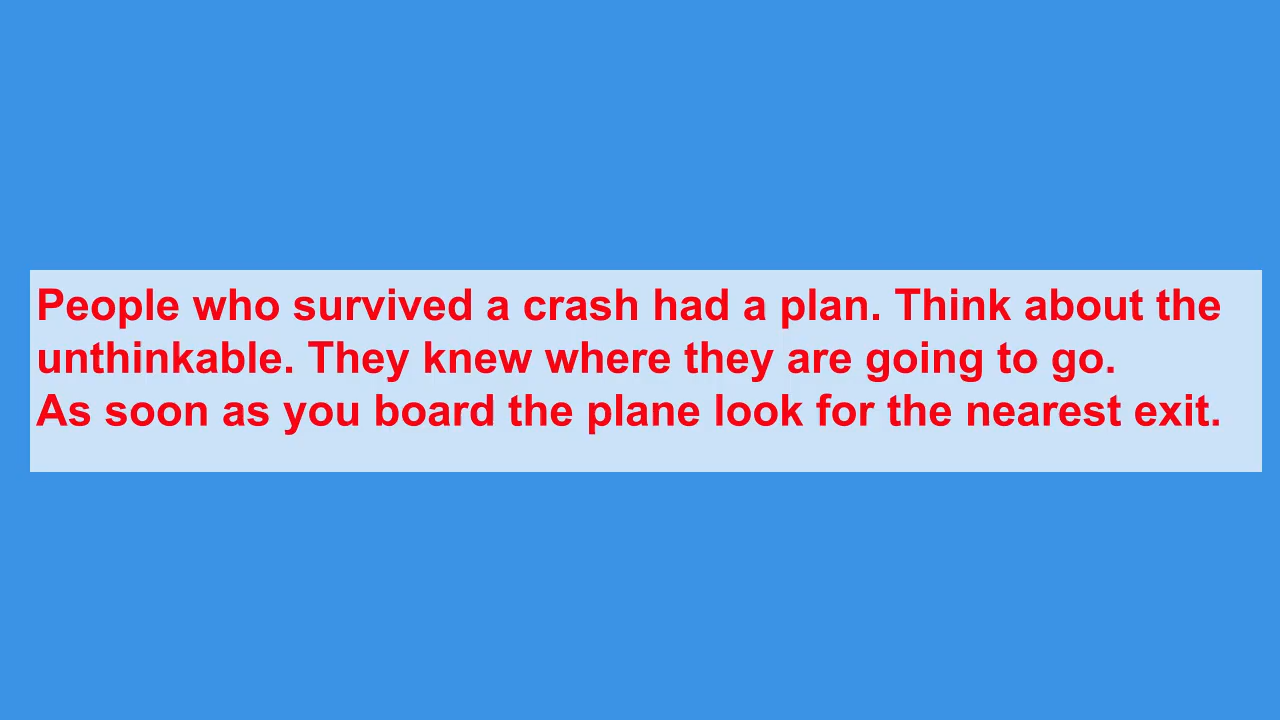 People who survived a crash had a plan. Think about the
unthinkable. They knew where they are going to go.
As soon as you board the plane look for the nearest exit.